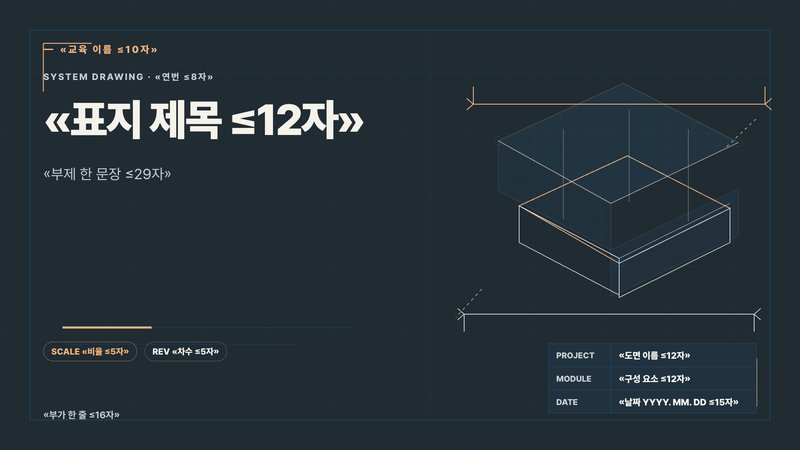 «교육 이름 ≤10자»
SYSTEM DRAWING · «연번 ≤8자»
«표지 제목 ≤12자»
«부제 한 문장 ≤29자»
SCALE «비율 ≤5자»
REV «차수 ≤5자»
«부가 한 줄 ≤16자»
PROJECT «도면 이름 ≤12자»
MODULE «구성 요소 ≤12자»
DATE «날짜 YYYY. MM. DD ≤15자»